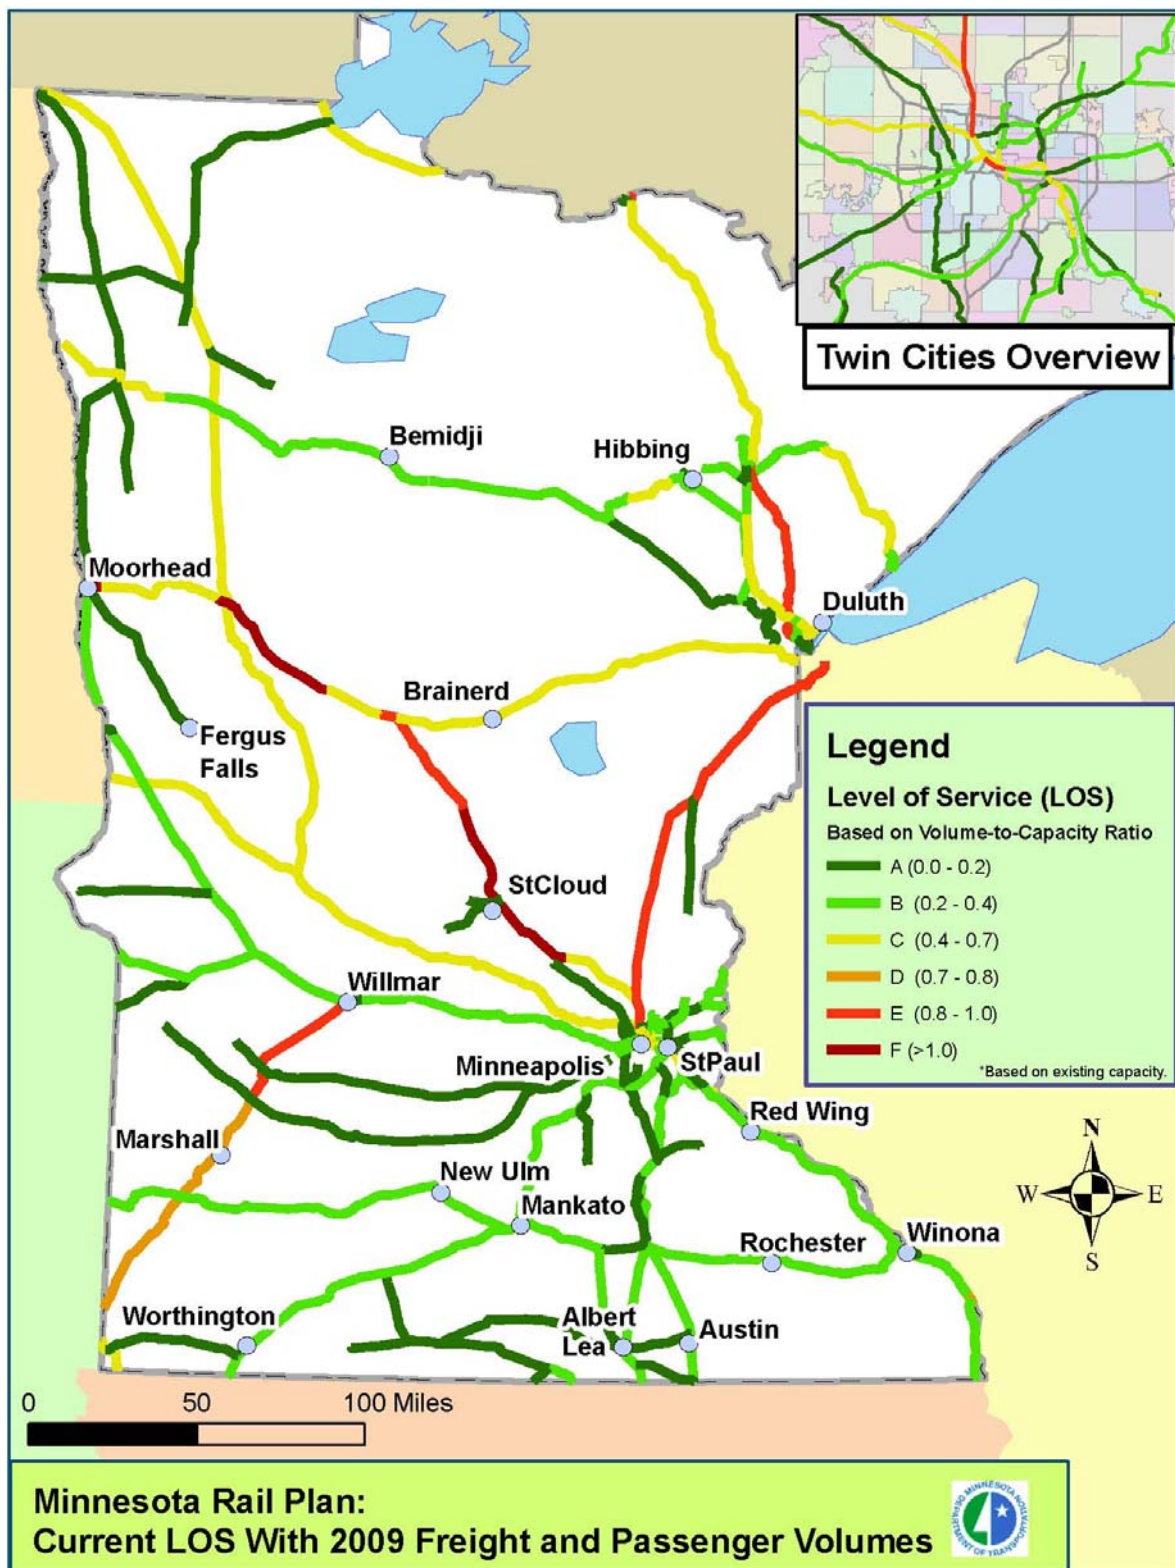 Twin Cities Overview
Bemidji
Hibbing
Moorhead
Duluth
Brainerd
Fergus
Falls
Legend
Level of Service (LOS)
Based on Volume-to-Capacity Ratio
A (0.0 - 0.2)
B (0.2 - 0.4)
C (0.4 - 0.7)
D (0.7 - 0.8)
E (0.8 - 1.0)
F (>1.0)
*Based on existing capacity.
StCloud
Willmar
Minneapolis
StPaul
Red Wing
Marshall
New Ulm
Mankato
Rochester
Winona
N
W
E
S
Worthington
Albert
Lea
Austin
0 50 100 Miles
Minnesota Rail Plan:
Current LOS With 2009 Freight and Passenger Volumes
MINNESOTA DEPARTMENT OF TRANSPORTATION